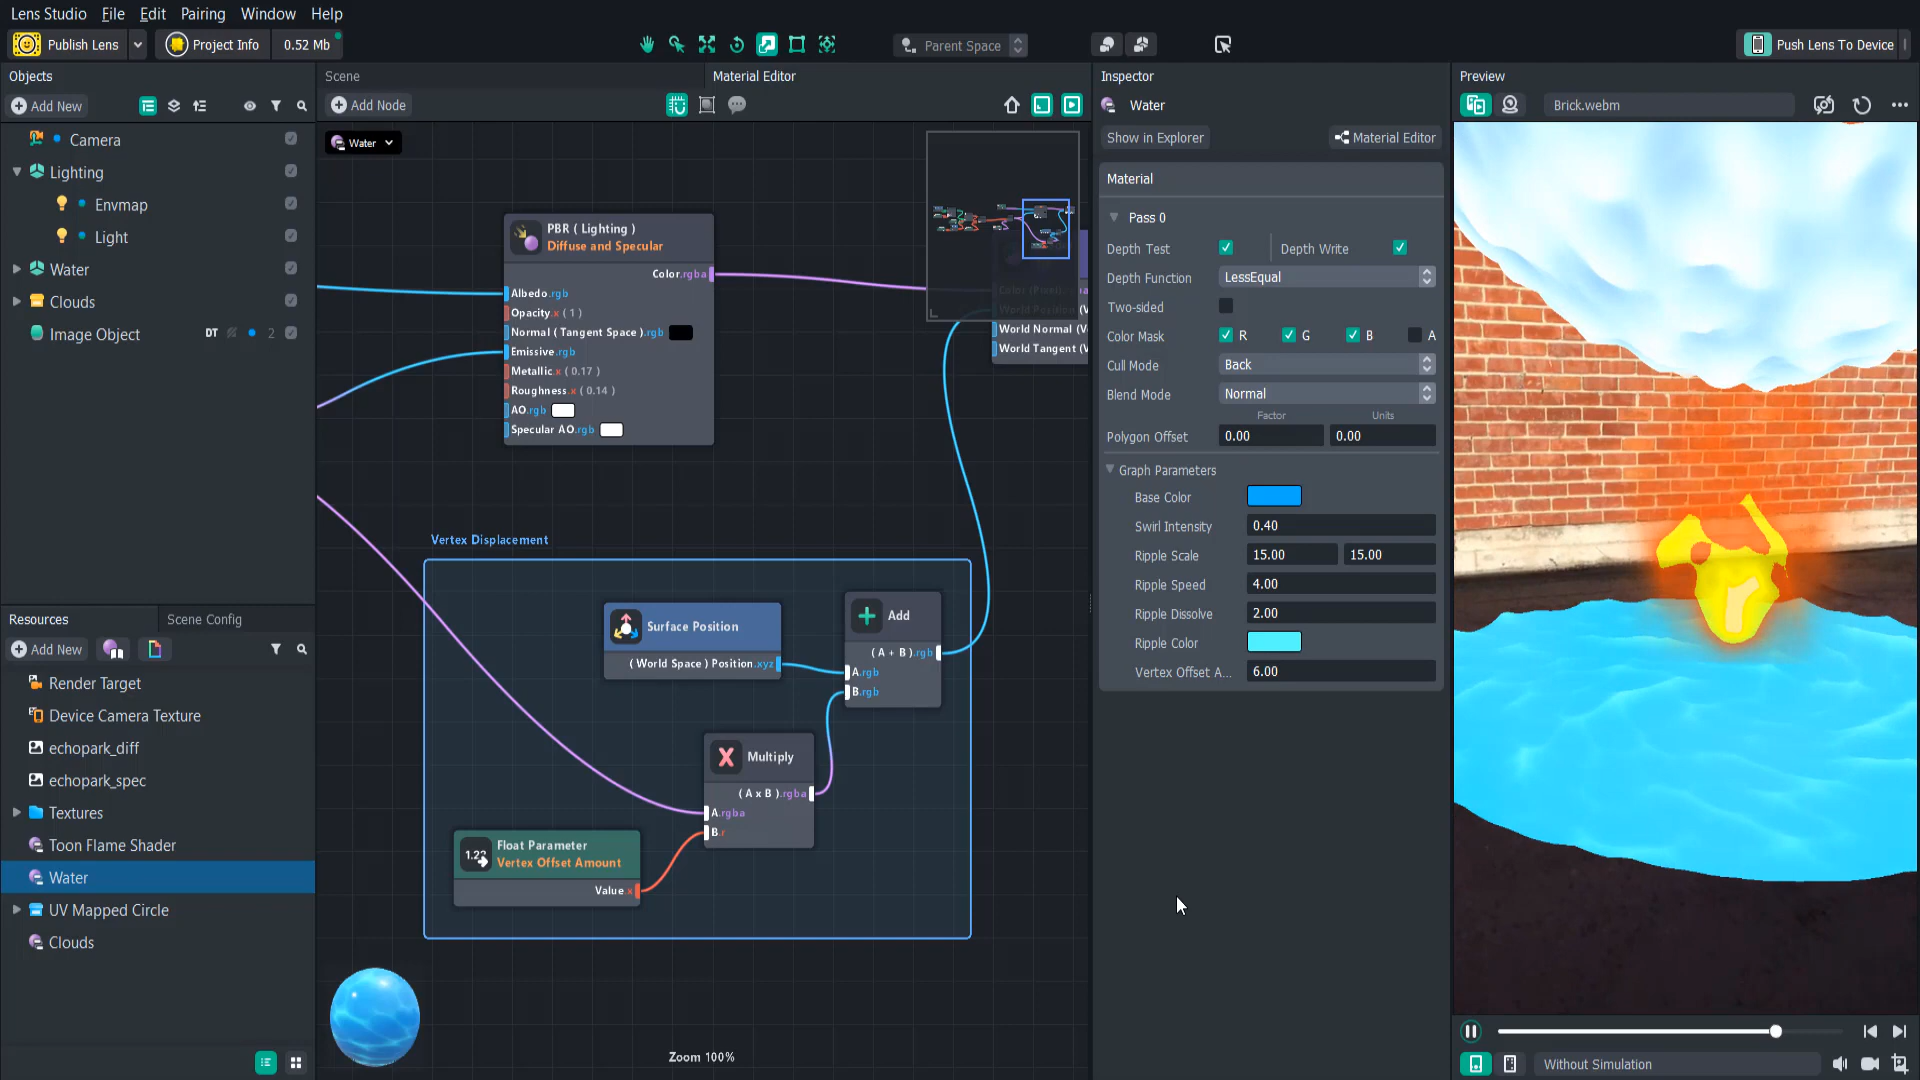 Lens Studio File Edit Pairing Window Help
Publish Lens Project Info 0.52 Mb Parent Space Push Lens To Device
Objects
Add New
Camera
Lighting
Envmap
Light
Water
Clouds
Image Object DT 2
Resources Scene Config
Add New
Render Target
Device Camera Texture
echopark_diff
echopark_spec
Textures
Toon Flame Shader
Water
UV Mapped Circle
Clouds
Scene Material Editor
Add Node
Water
PBR ( Lighting )
Diffuse and Specular
Color.rgba
Albedo.rgb
Opacity.x ( 1 )
Normal ( Tangent Space ).rgb
Emissive.rgb
Metallic.x ( 0.17 )
Roughness.x ( 0.14 )
AO.rgb
Specular AO.rgb
World Normal (V
World Tangent (V
Vertex Displacement
Surface Position
( World Space ) Position.xyz
Add
( A + B ).rgb
A.rgb
B.rgb
Multiply
( A x B ).rgba
A.rgba
B.r
1.23
Float Parameter
Vertex Offset Amount
Value.x
Zoom 100%
Inspector
Water
Show in Explorer Material Editor
Material
Pass 0
Depth Test Depth Write
Depth Function LessEqual
Two-sided
Color Mask R G B A
Cull Mode Back
Blend Mode Normal
Factor Units
Polygon Offset 0.00 0.00
Graph Parameters
Base Color
Swirl Intensity 0.40
Ripple Scale 15.00 15.00
Ripple Speed 4.00
Ripple Dissolve 2.00
Ripple Color
Vertex Offset A... 6.00
Preview
Brick.webm
Without Simulation